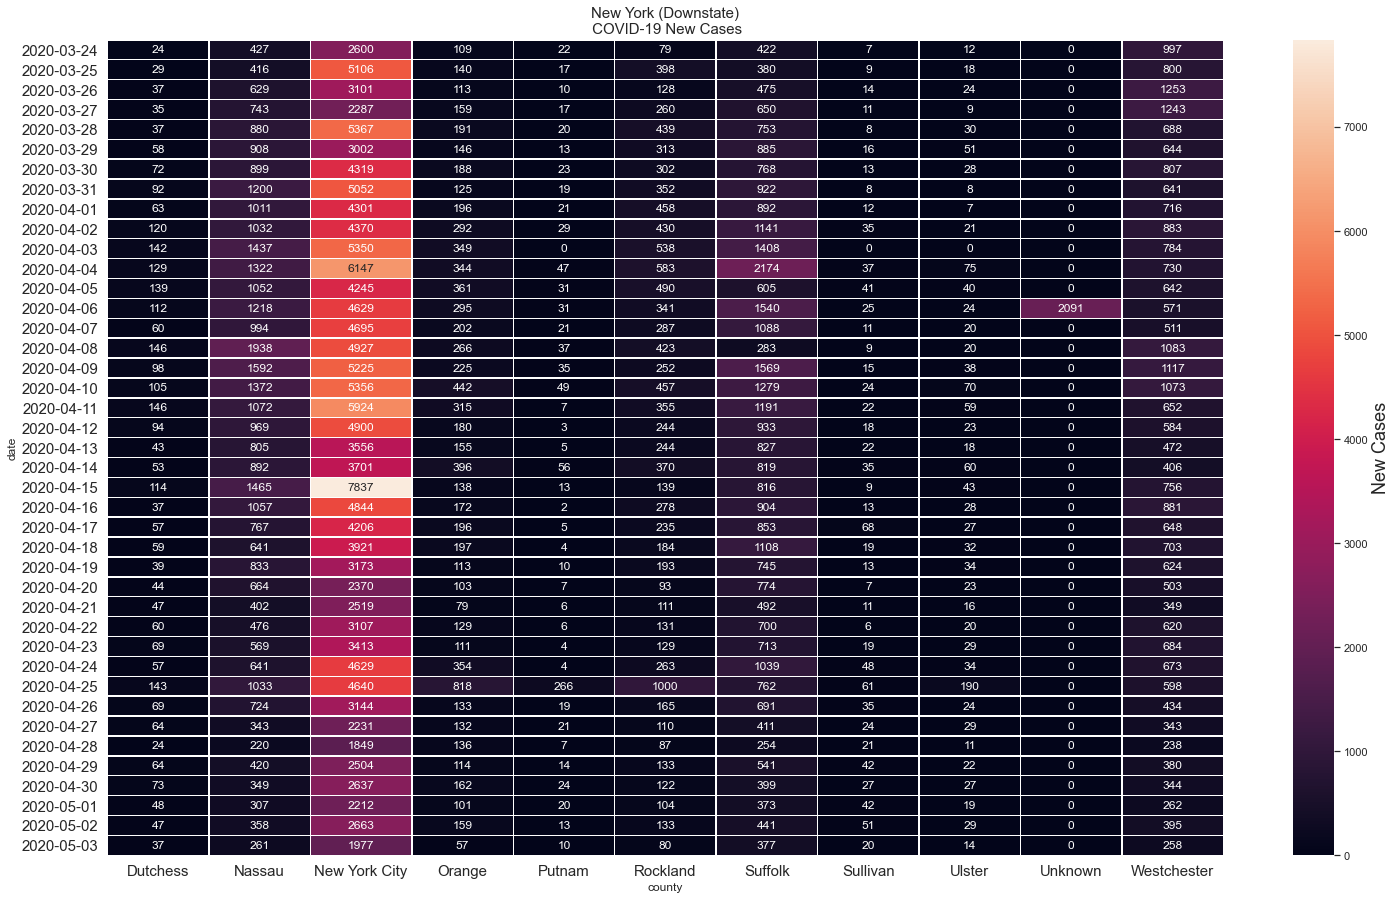 New York (Downstate)
COVID-19 New Cases
2020-03-24 24 427 2600 109 22 79 422 7 12 0 997
2020-03-25 29 416 5106 140 17 398 380 9 18 0 800
2020-03-26 37 629 3101 113 10 128 475 14 24 0 1253
2020-03-27 35 743 2287 159 17 260 650 11 9 0 1243
2020-03-28 37 880 5367 191 20 439 753 8 30 0 688
2020-03-29 58 908 3002 146 13 313 885 16 51 0 644
2020-03-30 72 899 4319 188 23 302 768 13 28 0 807
2020-03-31 92 1200 5052 125 19 352 922 8 8 0 641
2020-04-01 63 1011 4301 196 21 458 892 12 7 0 716
2020-04-02 120 1032 4370 292 29 430 1141 35 21 0 883
2020-04-03 142 1437 5350 349 0 538 1408 0 0 0 784
2020-04-04 129 1322 6147 344 47 583 2174 37 75 0 730
2020-04-05 139 1052 4245 361 31 490 605 41 40 0 642
2020-04-06 112 1218 4629 295 31 341 1540 25 24 2091 571
2020-04-07 60 994 4695 202 21 287 1088 11 20 0 511
2020-04-08 146 1938 4927 266 37 423 283 9 20 0 1083
2020-04-09 98 1592 5225 225 35 252 1569 15 38 0 1117
2020-04-10 105 1372 5356 442 49 457 1279 24 70 0 1073
2020-04-11 146 1072 5924 315 7 355 1191 22 59 0 652
2020-04-12 94 969 4900 180 3 244 933 18 23 0 584
2020-04-13 43 805 3556 155 5 244 827 22 18 0 472
2020-04-14 53 892 3701 396 56 370 819 35 60 0 406
2020-04-15 114 1465 7837 138 13 139 816 9 43 0 756
2020-04-16 37 1057 4844 172 2 278 904 13 28 0 881
2020-04-17 57 767 4206 196 5 235 853 68 27 0 648
2020-04-18 59 641 3921 197 4 184 1108 19 32 0 703
2020-04-19 39 833 3173 113 10 193 745 13 34 0 624
2020-04-20 44 664 2370 103 7 93 774 7 23 0 503
2020-04-21 47 402 2519 79 6 111 492 11 16 0 349
2020-04-22 60 476 3107 129 6 131 700 6 20 0 620
2020-04-23 69 569 3413 111 4 129 713 19 29 0 684
2020-04-24 57 641 4629 354 4 263 1039 48 34 0 673
2020-04-25 143 1033 4640 818 266 1000 762 61 190 0 598
2020-04-26 69 724 3144 133 19 165 691 35 24 0 434
2020-04-27 64 343 2231 132 21 110 411 24 29 0 343
2020-04-28 24 220 1849 136 7 87 254 21 11 0 238
2020-04-29 64 420 2504 114 14 133 541 42 22 0 380
2020-04-30 73 349 2637 162 24 122 399 27 27 0 344
2020-05-01 48 307 2212 101 20 104 373 42 19 0 262
2020-05-02 47 358 2663 159 13 133 441 51 29 0 395
2020-05-03 37 261 1977 57 10 80 377 20 14 0 258
Dutchess Nassau New York City Orange Putnam Rockland Suffolk Sullivan Ulster Unknown Westchester
county
date
7000
6000
5000
4000
3000
2000
1000
0
New Cases